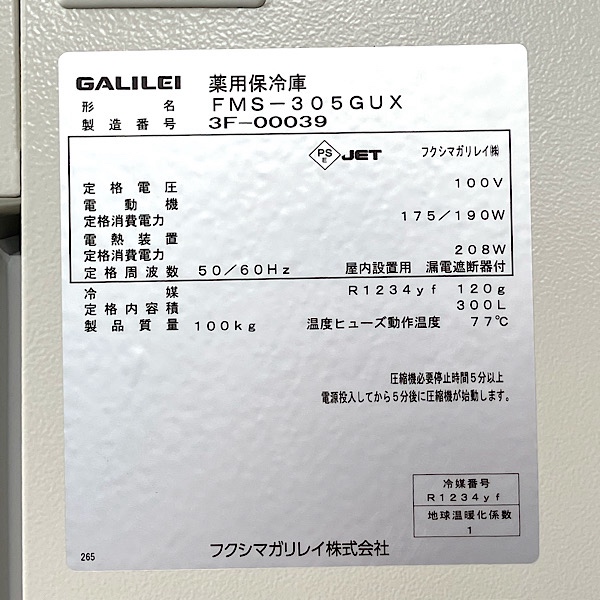 GALILEI 薬用保冷庫
形名 FMS-305GUX
製造番号 3F-00039
PS E JET フクシマガリレイ㈱
定格電圧 100V
電動機
定格消費電力 175/190W
電熱装置
定格消費電力 208W
定格周波数 50/60Hz 屋内設置用 漏電遮断器付
冷媒 R1234yf 120g
定格内容積 300L
製品質量 100kg 温度ヒューズ動作温度 77℃
圧縮機必要停止時間5分以上
電源投入してから5分後に圧縮機が始動します。
冷媒番号
R1234yf
地球温暖化係数
1
265 フクシマガリレイ株式会社